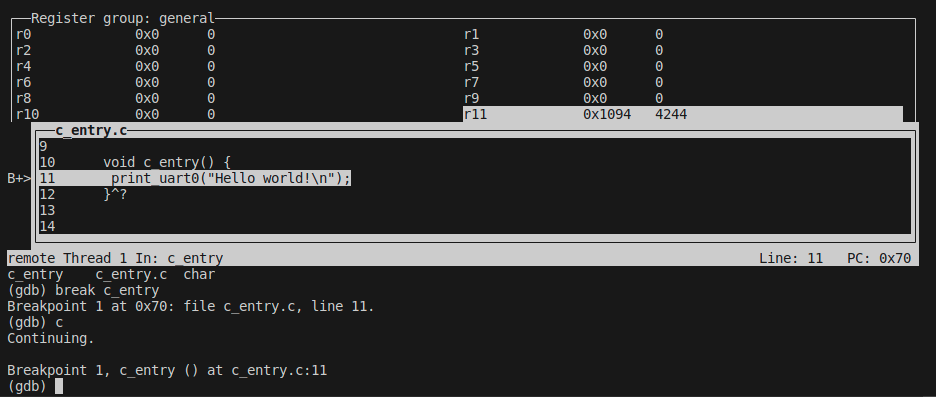 Register group: general
r0 0x0 0 r1 0x0 0
r2 0x0 0 r3 0x0 0
r4 0x0 0 r5 0x0 0
r6 0x0 0 r7 0x0 0
r8 0x0 0 r9 0x0 0
r10 0x0 0 r11 0x1094 4244
c_entry.c
9
10 void c_entry() {
B+> 11 print_uart0("Hello world!\n");
12 }^?
13
14
remote Thread 1 In: c_entry Line: 11 PC: 0x70
c_entry c_entry.c char
(gdb) break c_entry
Breakpoint 1 at 0x70: file c_entry.c, line 11.
(gdb) c
Continuing.
Breakpoint 1, c_entry () at c_entry.c:11
(gdb)